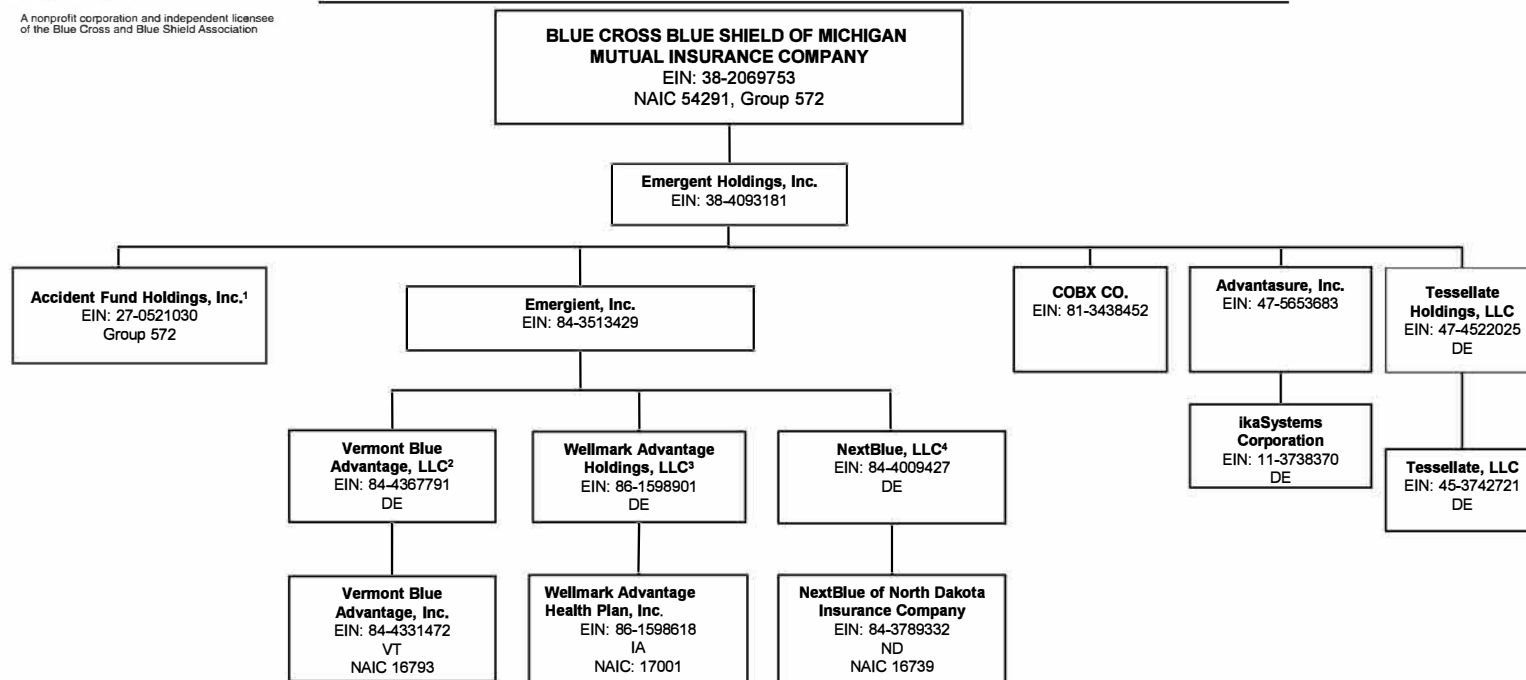 A nonprofit corporation and independent licensee
of the Blue Cross and Blue Shield Association
BLUE CROSS BLUE SHIELD OF MICHIGAN
MUTUAL INSURANCE COMPANY
EIN: 38-2069753
NAIC 54291, Group 572
Emergent Holdings, Inc.
EIN: 38-4093181
Accident Fund Holdings, Inc.¹
EIN: 27-0521030
Group 572
Emergient, Inc.
EIN: 84-3513429
COBX CO.
EIN: 81-3438452
Advantasure, Inc.
EIN: 47-5653683
Tessellate
Holdings, LLC
EIN: 47-4522025
DE
Vermont Blue
Advantage, LLC²
EIN: 84-4367791
DE
Wellmark Advantage
Holdings, LLC³
EIN: 86-1598901
DE
NextBlue, LLC⁴
EIN: 84-4009427
DE
ikaSystems
Corporation
EIN: 11-3738370
DE
Tessellate, LLC
EIN: 45-3742721
DE
Vermont Blue
Advantage, Inc.
EIN: 84-4331472
VT
NAIC 16793
Wellmark Advantage
Health Plan, Inc.
EIN: 86-1598618
IA
NAIC: 17001
NextBlue of North Dakota
Insurance Company
EIN: 84-3789332
ND
NAIC 16739